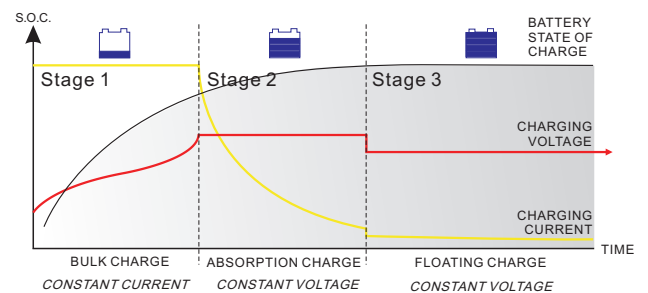 S.O.C.
BATTERY
STATE OF
CHARGE
Stage 1
Stage 2
Stage 3
CHARGING
VOLTAGE
CHARGING
CURRENT
TIME
BULK CHARGE
CONSTANT CURRENT
ABSORPTION CHARGE
CONSTANT VOLTAGE
FLOATING CHARGE
CONSTANT VOLTAGE